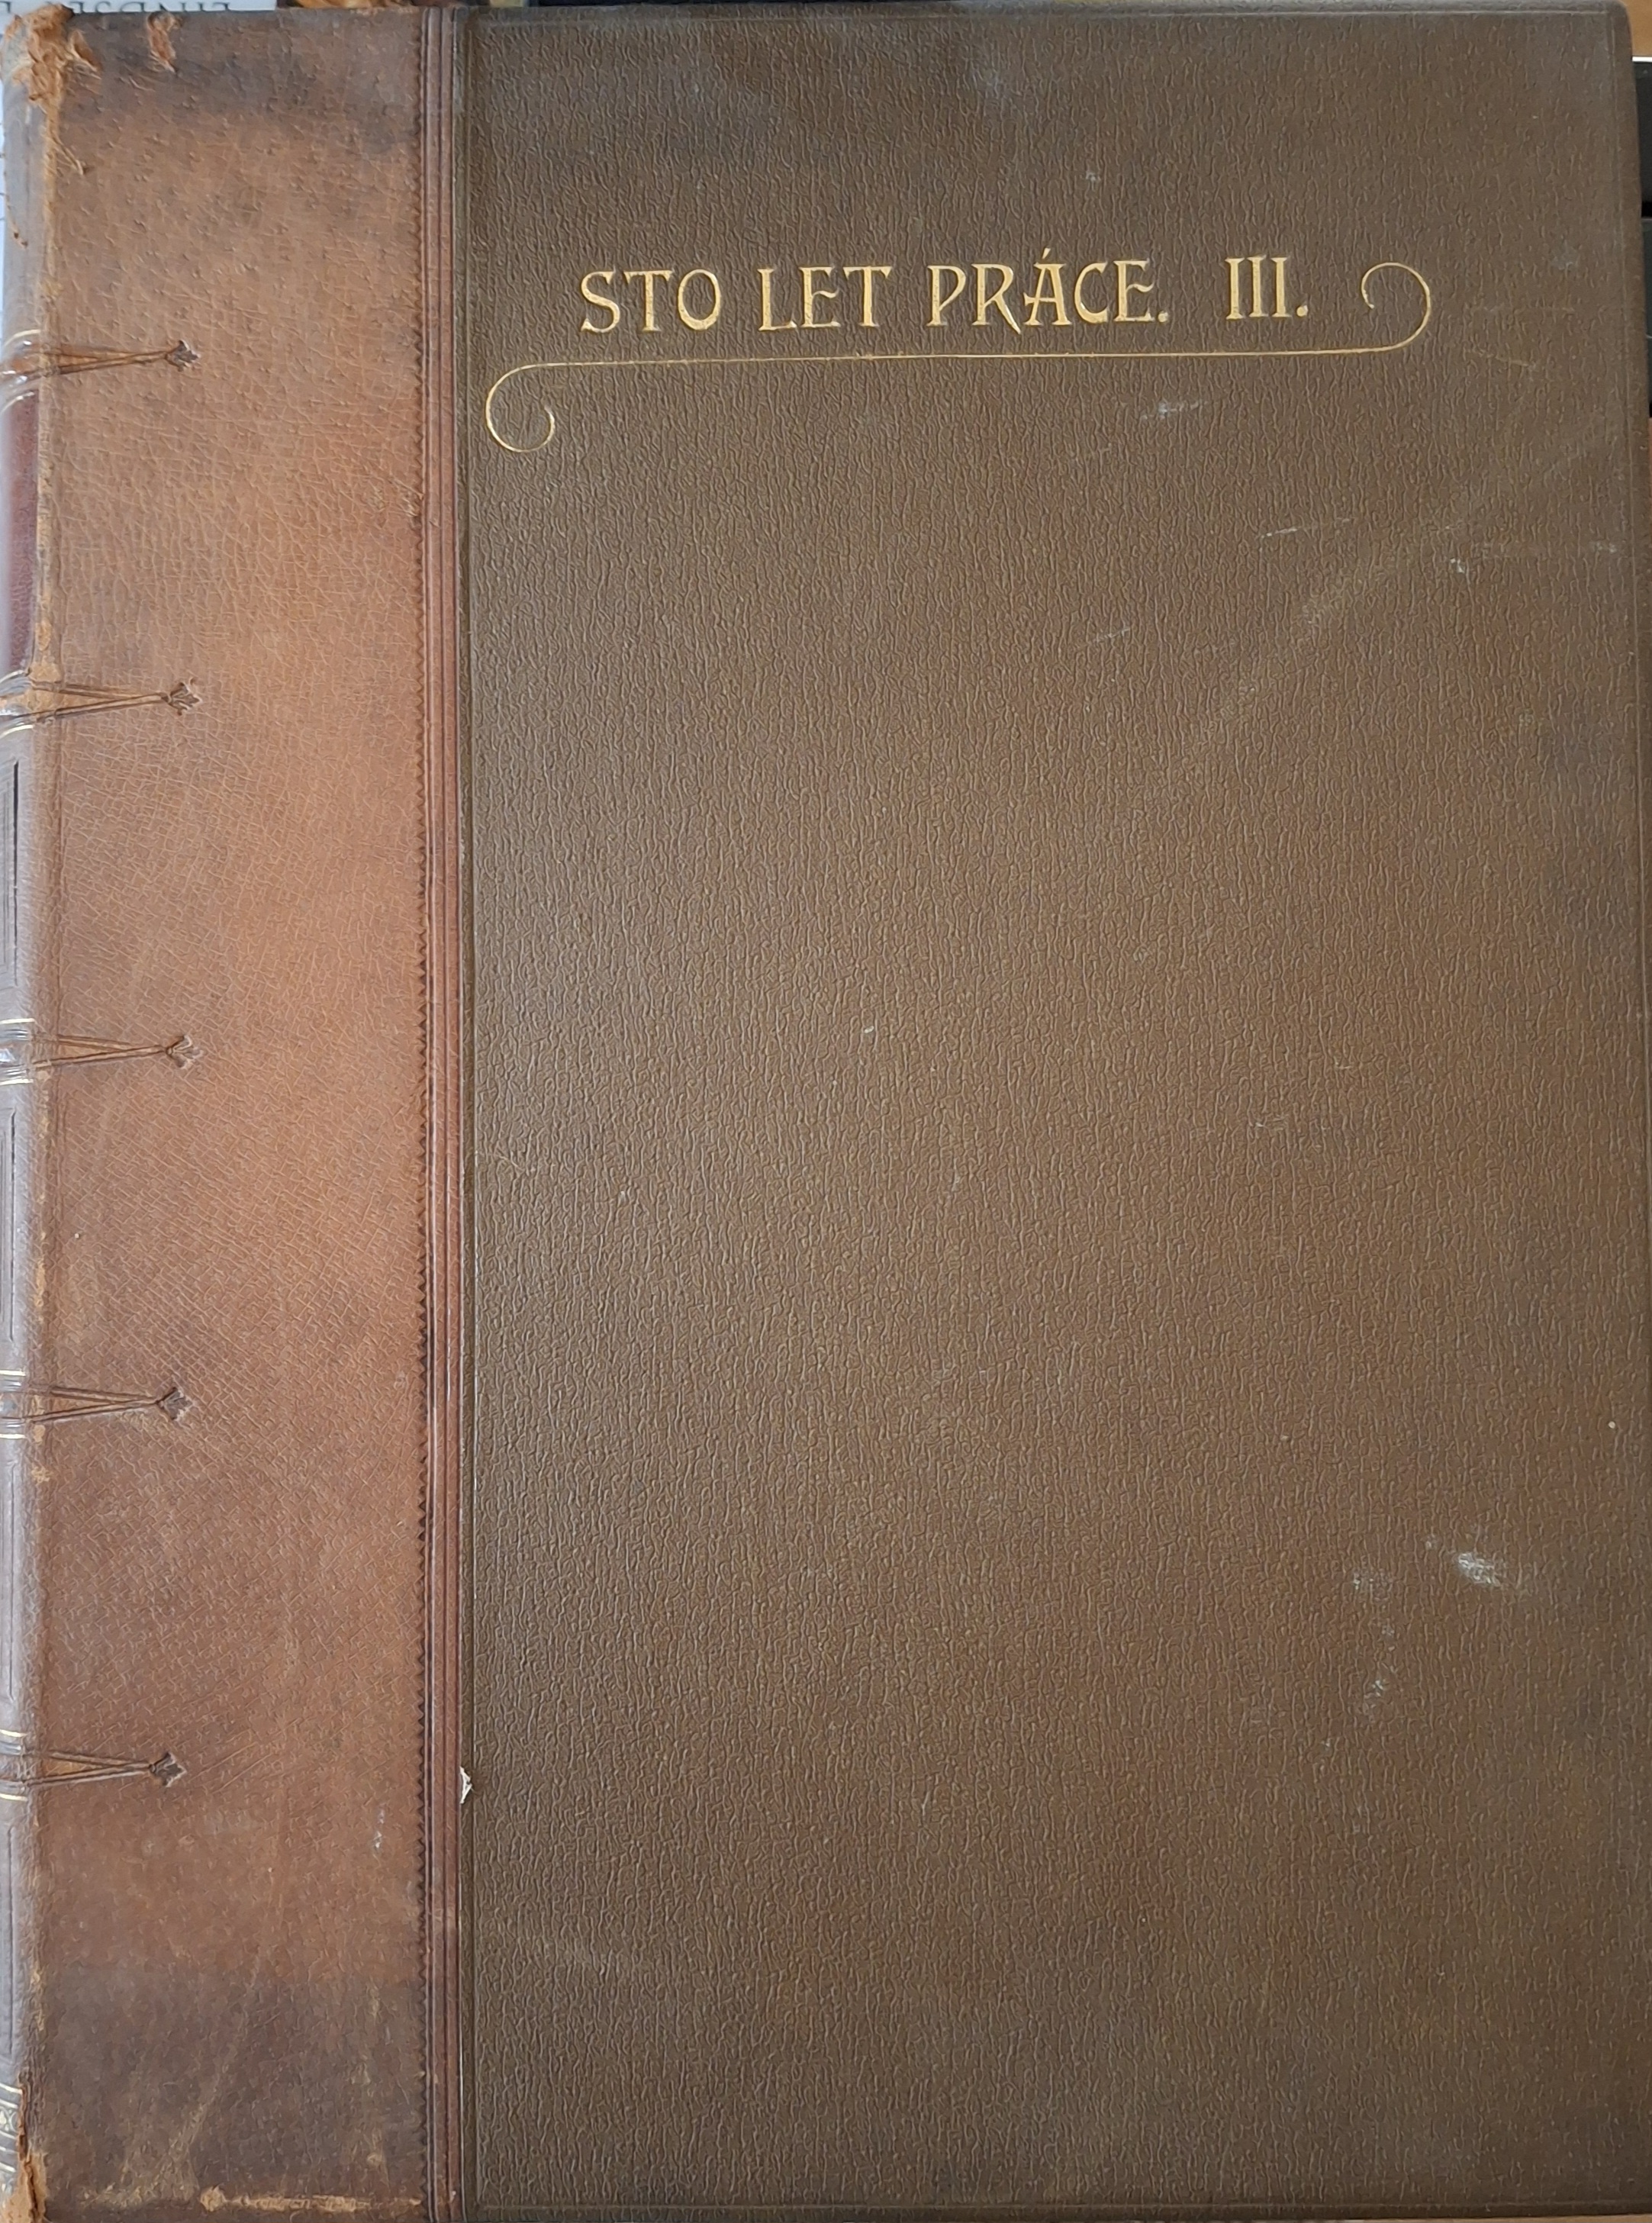 STO LET PRÁCE. III.